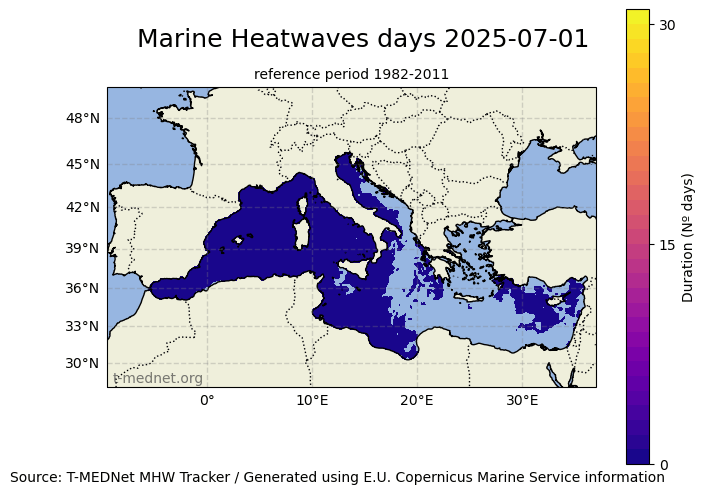 Marine Heatwaves days 2025-07-01
reference period 1982-2011
48°N
45°N
42°N
39°N
36°N
33°N
30°N
t-mednet.org
0°
10°E
20°E
30°E
30
15
0
Duration (Nº days)
Source: T-MEDNet MHW Tracker / Generated using E.U. Copernicus Marine Service information